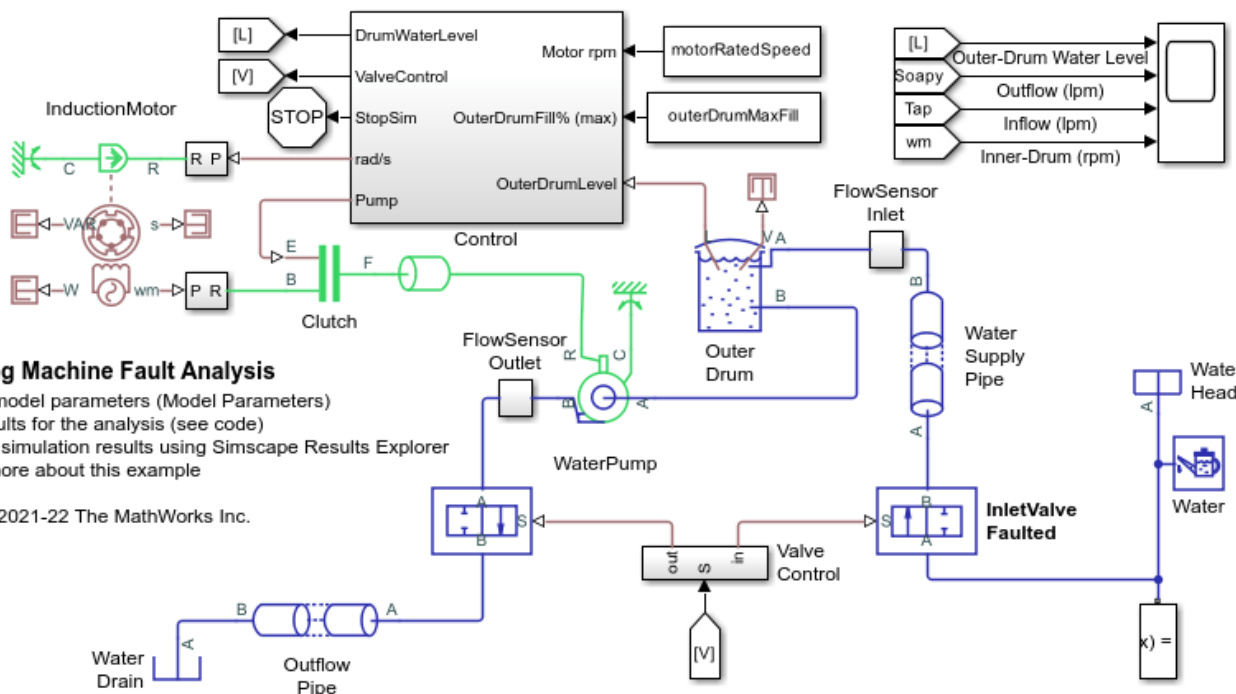 [L]
DrumWaterLevel
Motor rpm
motorRatedSpeed
[V]
ValveControl
STOP
StopSim
OuterDrumFill% (max)
outerDrumMaxFill
rad/s
OuterDrumLevel
Pump
Control
[L]
Outer-Drum Water Level
Soapy
Outflow (lpm)
Tap
Inflow (lpm)
wm
Inner-Drum (rpm)
InductionMotor
C
R
R P
VAR
s
W
wm
P R
E
B
F
Clutch
L
V
A
B
Outer
Drum
FlowSensor
Inlet
B
Water
Supply
Pipe
A
FlowSensor
Outlet
R
C
B
A
WaterPump
g Machine Fault Analysis
model parameters (Model Parameters)
ults for the analysis (see code)
simulation results using Simscape Results Explorer
ore about this example
2021-22 The MathWorks Inc.
A
S
B
out
S
in
Valve
Control
[V]
B
S
A
InletValve
Faulted
Head
A
Water
x) =
B
A
Outflow
Pipe
A
Water
Drain